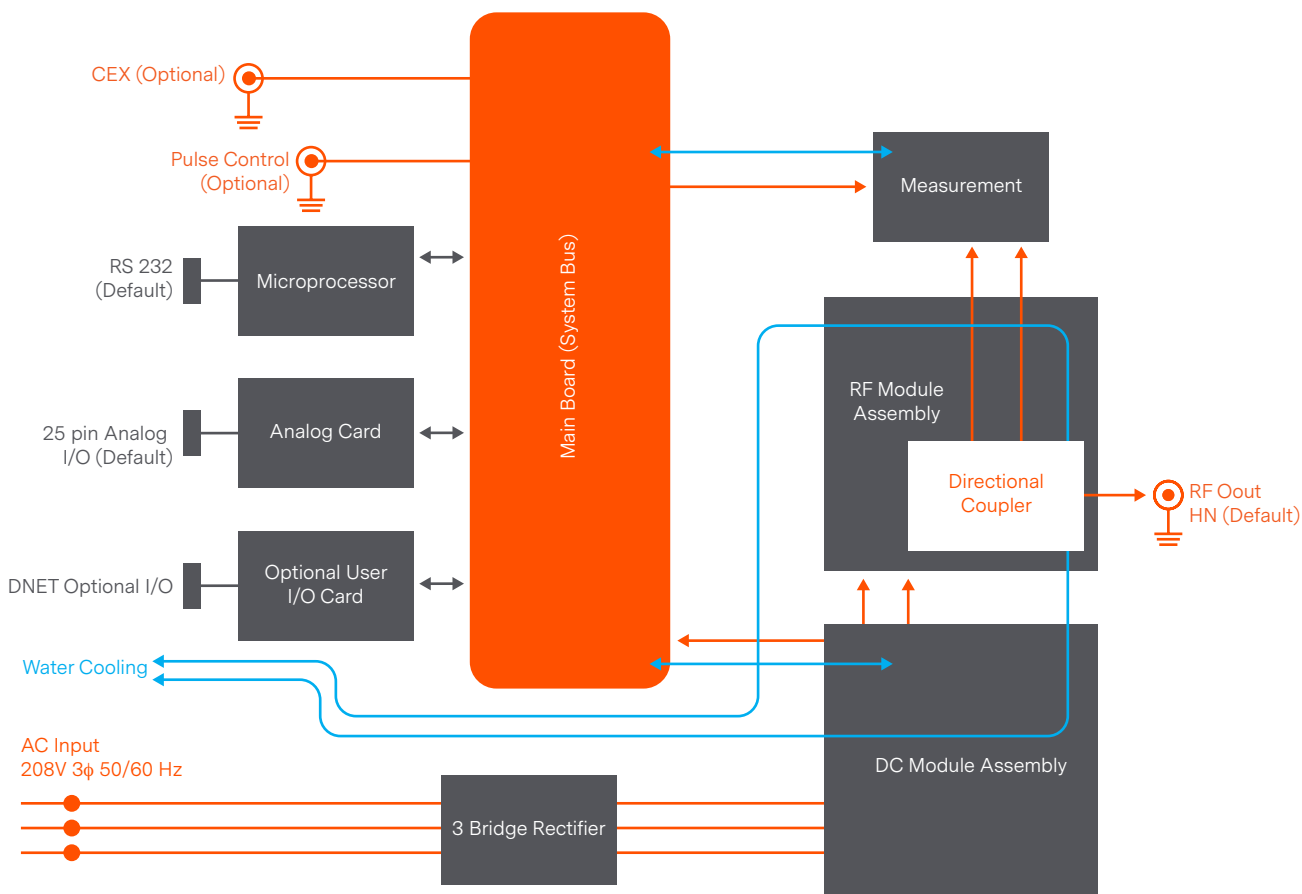 CEX (Optional)
Pulse Control
(Optional)
RS 232
(Default)
Microprocessor
25 pin Analog
I/O (Default)
Analog Card
DNET Optional I/O
Optional User
I/O Card
Water Cooling
AC Input
208V 3ϕ 50/60 Hz
3 Bridge Rectifier
Main Board (System Bus)
Measurement
RF Module
Assembly
Directional
Coupler
RF Oout
HN (Default)
DC Module Assembly